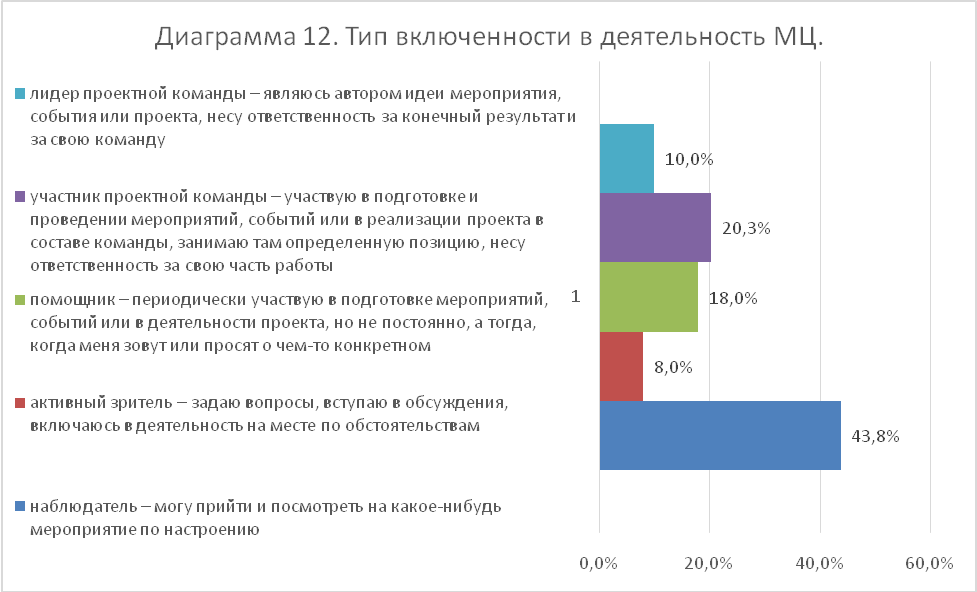 Диаграмма 12. Тип включенности в деятельность МЦ.
лидер проектной команды – являюсь автором идеи мероприятия,
события или проекта, несу ответственность за конечный результат и
за свою команду
участник проектной команды – участвую в подготовке и
проведении мероприятий, событий или в реализации проекта в
составе команды, занимаю там определенную позицию, несу
ответственность за свою часть работы
помощник – периодически участвую в подготовке мероприятий,
событий или в деятельности проекта, но не постоянно, а тогда,
когда меня зовут или просят о чем-то конкретном
активный зритель – задаю вопросы, вступаю в обсуждения,
включаюсь в деятельность на месте по обстоятельствам
наблюдатель – могу прийти и посмотреть на какое-нибудь
мероприятие по настроению
1
10,0%
20,3%
18,0%
8,0%
43,8%
0,0% 20,0% 40,0% 60,0%